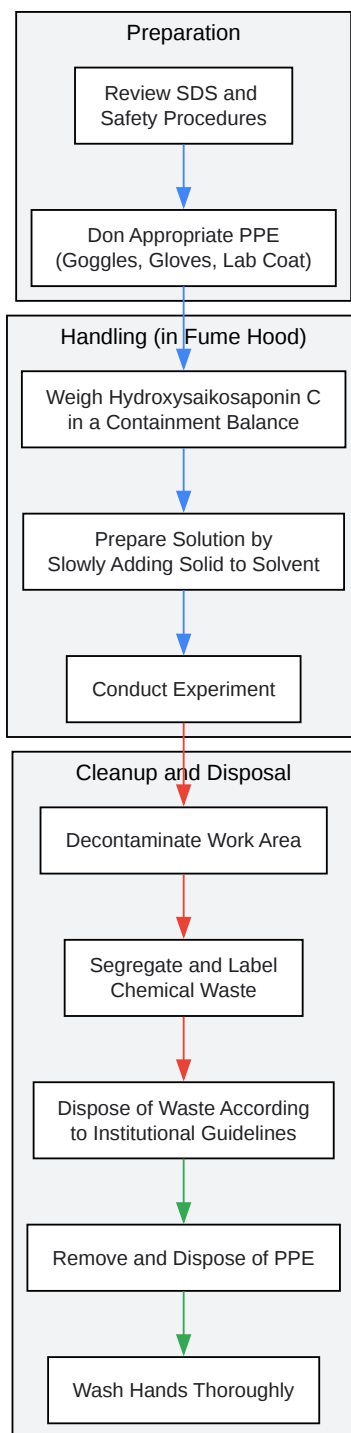 Preparation
Review SDS and
Safety Procedures
Don Appropriate PPE
(Goggles, Gloves, Lab Coat)
Handling (in Fume Hood)
Weigh Hydroxysaikosaponin C
in a Containment Balance
Prepare Solution by
Slowly Adding Solid to Solvent
Conduct Experiment
Cleanup and Disposal
Decontaminate Work Area
Segregate and Label
Chemical Waste
Dispose of Waste According
to Institutional Guidelines
Remove and Dispose of PPE
Wash Hands Thoroughly